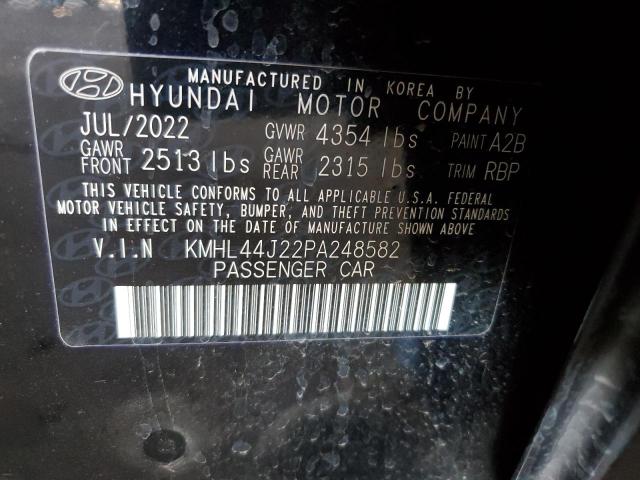 MANUFACTURED IN KOREA BY
HYUNDAI MOTOR COMPANY
JUL/2022 GVWR 4354 lbs PAINT A2B
GAWR FRONT 2513 lbs GAWR REAR 2315 lbs TRIM RBP
THIS VEHICLE CONFORMS TO ALL APPLICABLE U.S.A. FEDERAL
MOTOR VEHICLE SAFETY, BUMPER, AND THEFT PREVENTION STANDARDS
IN EFFECT ON THE DATE OF MANUFACTURE SHOWN ABOVE.
V.I.N KMHL44J22PA248582
PASSENGER CAR